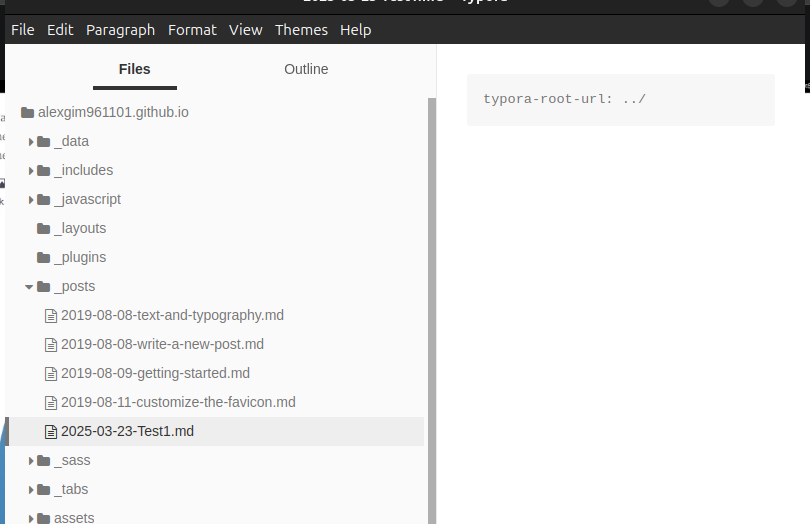 File Edit Paragraph Format View Themes Help
Files Outline
alexgim961101.github.io
_data
_includes
_javascript
_layouts
_plugins
_posts
2019-08-08-text-and-typography.md
2019-08-08-write-a-new-post.md
2019-08-09-getting-started.md
2019-08-11-customize-the-favicon.md
2025-03-23-Test1.md
_sass
_tabs
assets
typora-root-url: ../